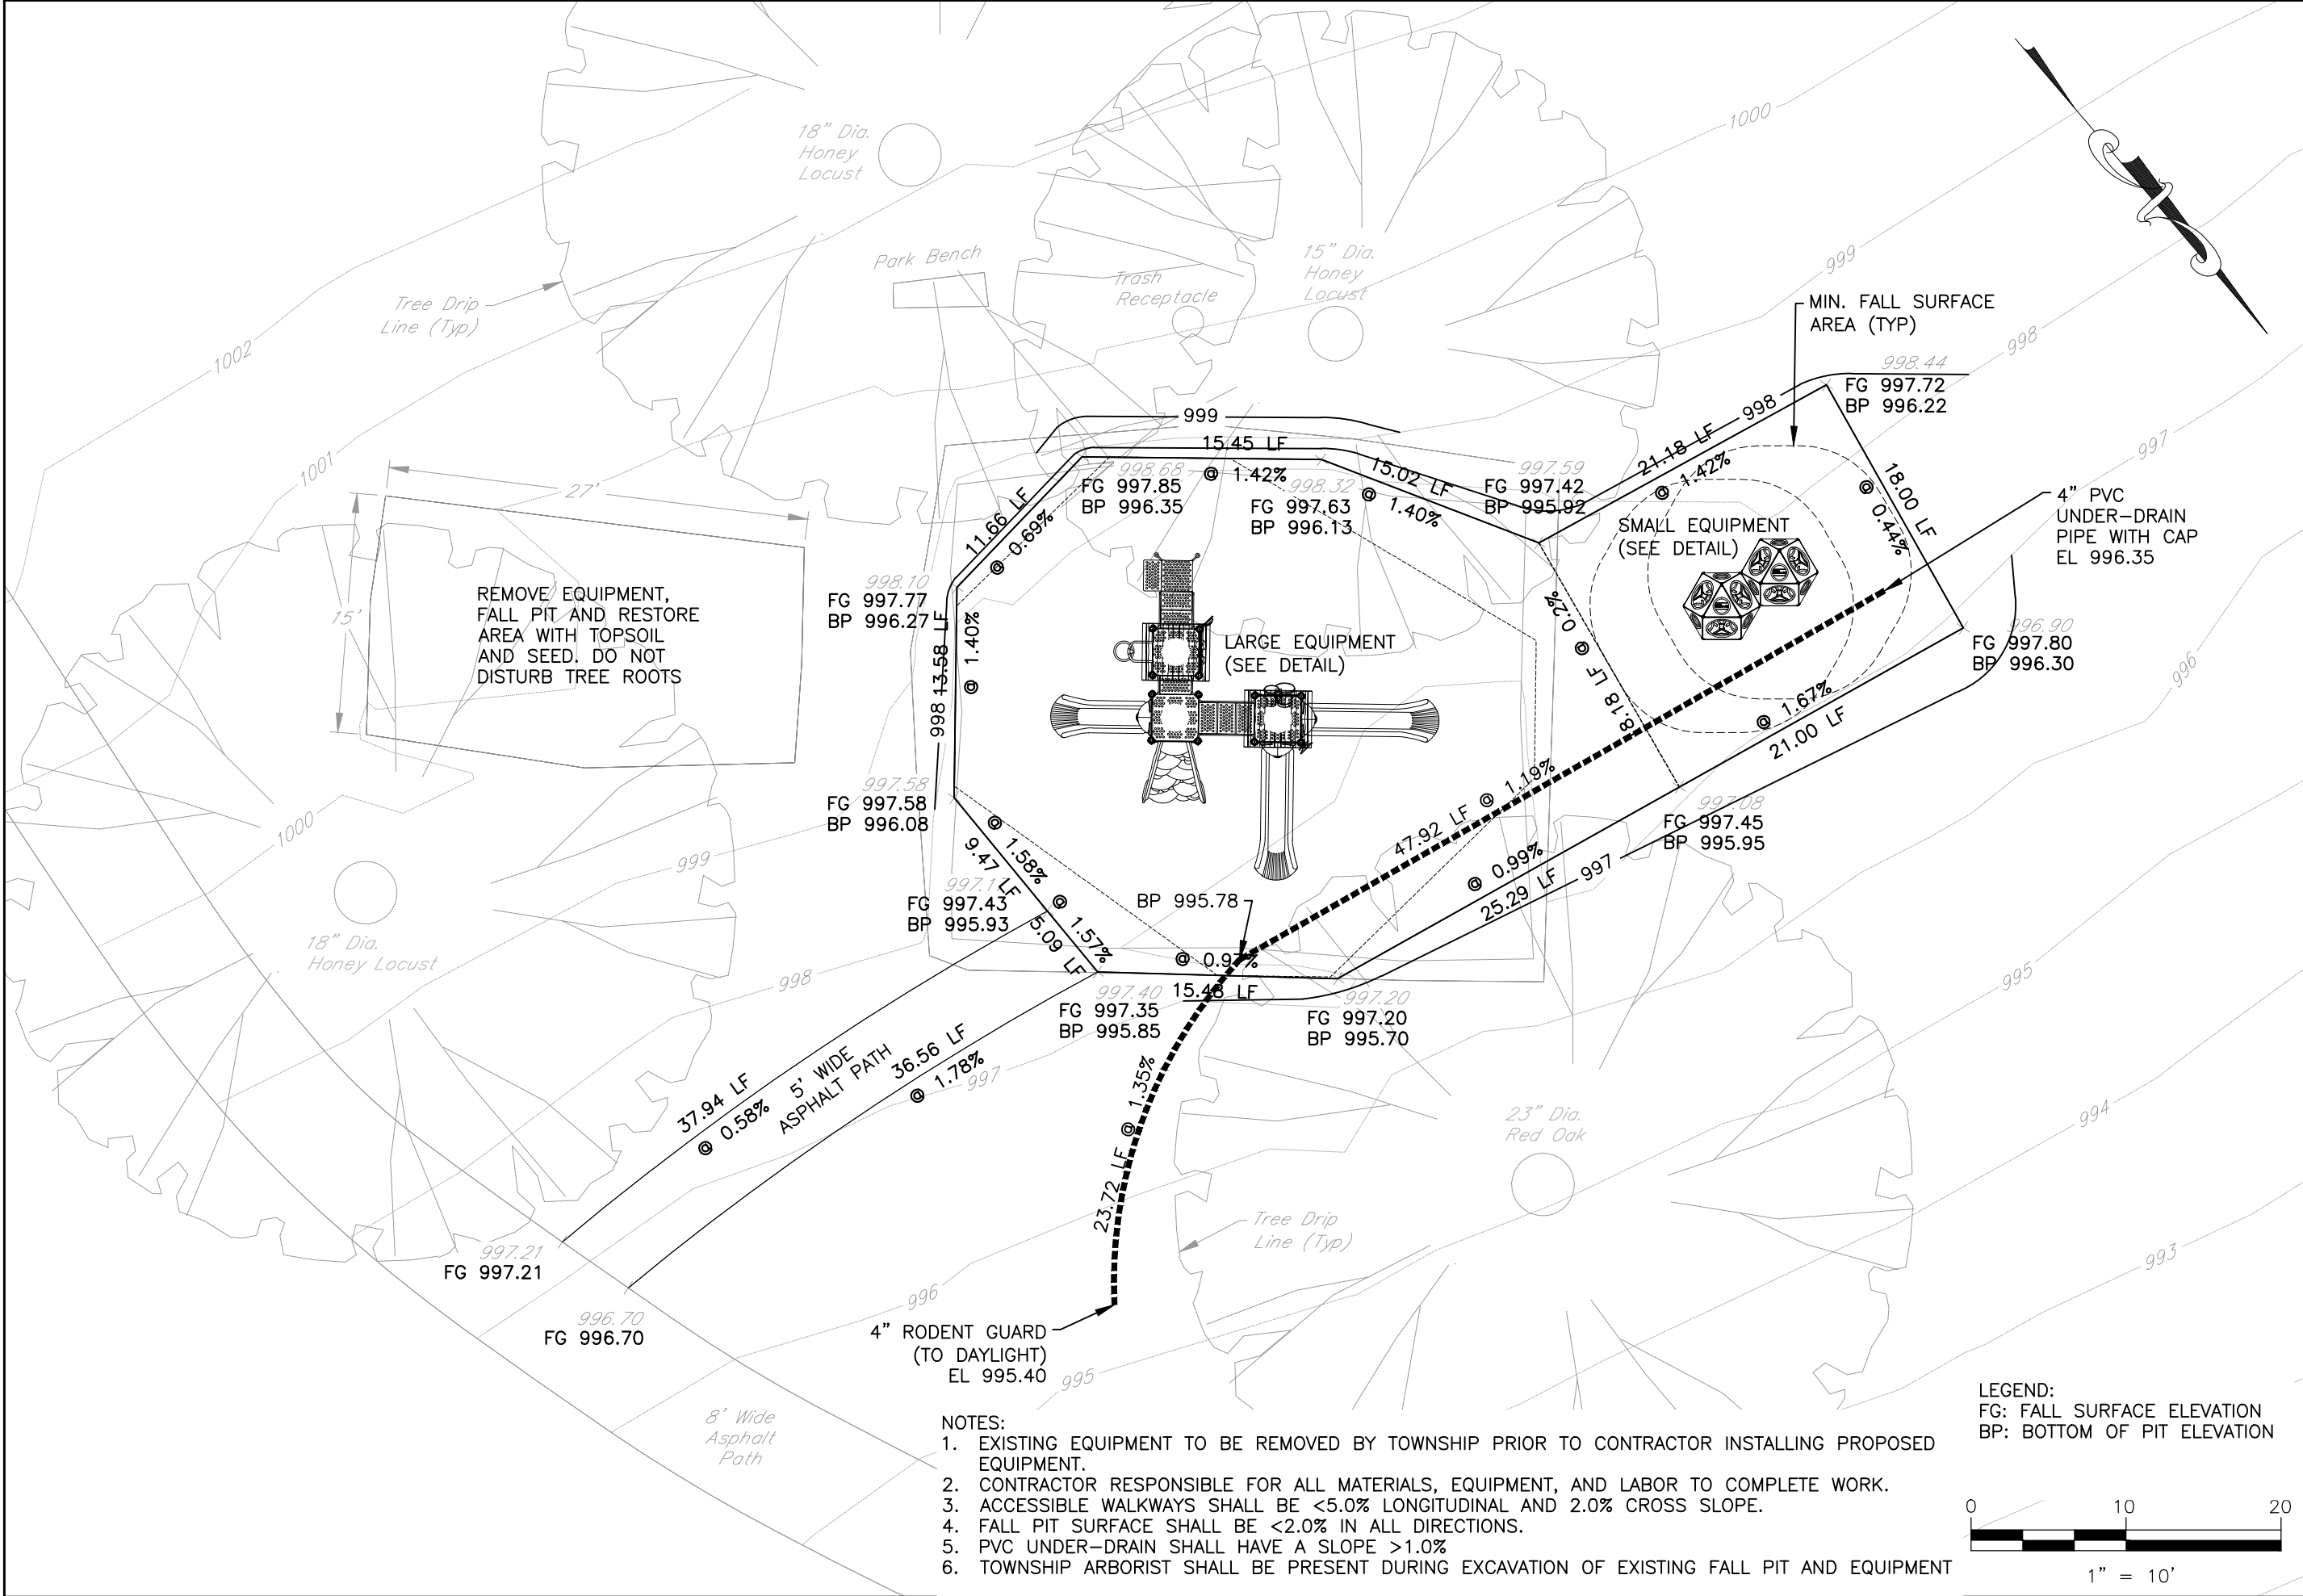 1000
18" Dia.
Honey
Locust
Park Bench
Trash
Receptacle
15" Dia.
Honey
Locust
999
Tree Drip
Line (Typ)
1002
MIN. FALL SURFACE
AREA (TYP)
998
998.44
FG 997.72
BP 996.22
999
998
15.45 LF
@ 1.42%
21.18 LF
@ 1.42%
997
1001
27'
15'
998.68
FG 997.85
BP 996.35
998.32
FG 997.63
BP 996.13
15.02 LF
@ 1.40%
997.59
FG 997.42
BP 995.92
18.00 LF
@ 0.44%
4" PVC
UNDER-DRAIN
PIPE WITH CAP
EL 996.35
11.66 LF
@ 0.69%
SMALL EQUIPMENT
(SEE DETAIL)
REMOVE EQUIPMENT,
FALL PIT AND RESTORE
AREA WITH TOPSOIL
AND SEED. DO NOT
DISTURB TREE ROOTS
998.10
FG 997.77
BP 996.27
998
13.58 LF
@ 1.40%
LARGE EQUIPMENT
(SEE DETAIL)
18.18 LF @ 0.2%
996.90
FG 997.80
BP 996.30
996
@ 1.67%
21.00 LF
997.58
FG 997.58
BP 996.08
1000
999
47.92 LF @ 1.19%
997.08
FG 997.45
BP 995.95
@ 1.58%
9.47 LF
@ 0.99%
25.29 LF
997
997.17
FG 997.43
BP 995.93
BP 995.78
@ 1.57%
5.09 LF
@ 0.97%
15.48 LF
18" Dia.
Honey Locust
998
995
997.40
FG 997.35
BP 995.85
997.20
FG 997.20
BP 995.70
37.94 LF
@ 0.58%
5' WIDE
ASPHALT PATH
36.56 LF
@ 1.78%
997
23.72 LF @ 1.35%
23" Dia.
Red Oak
994
Tree Drip
Line (Typ)
997.21
FG 997.21
993
996
996.70
FG 996.70
4" RODENT GUARD
(TO DAYLIGHT)
EL 995.40
995
8' Wide
Asphalt
Path
LEGEND:
FG: FALL SURFACE ELEVATION
BP: BOTTOM OF PIT ELEVATION
NOTES:
1. EXISTING EQUIPMENT TO BE REMOVED BY TOWNSHIP PRIOR TO CONTRACTOR INSTALLING PROPOSED
EQUIPMENT.
2. CONTRACTOR RESPONSIBLE FOR ALL MATERIALS, EQUIPMENT, AND LABOR TO COMPLETE WORK.
3. ACCESSIBLE WALKWAYS SHALL BE <5.0% LONGITUDINAL AND 2.0% CROSS SLOPE.
4. FALL PIT SURFACE SHALL BE <2.0% IN ALL DIRECTIONS.
5. PVC UNDER-DRAIN SHALL HAVE A SLOPE >1.0%
6. TOWNSHIP ARBORIST SHALL BE PRESENT DURING EXCAVATION OF EXISTING FALL PIT AND EQUIPMENT
0 10 20
1" = 10'